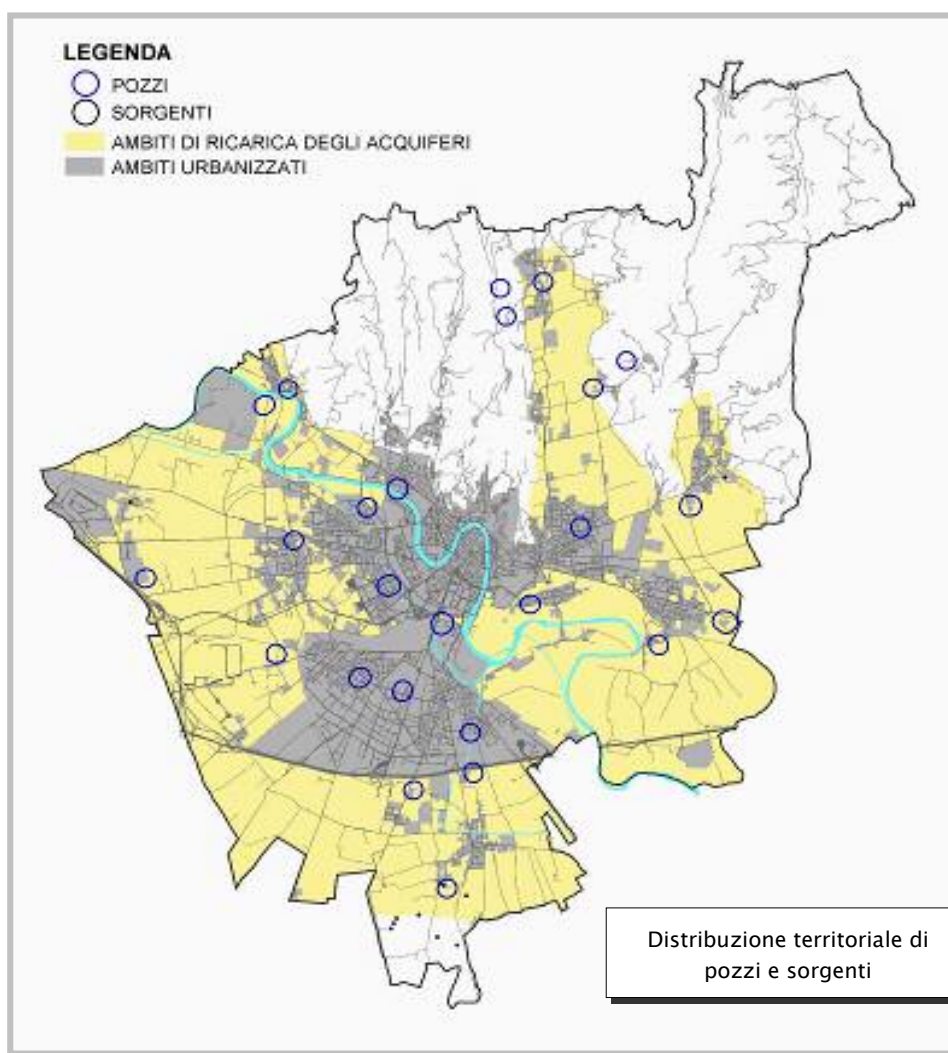 LEGENDA
POZZI
SORGENTI
AMBITI DI RICARICA DEGLI ACQUIFERI
AMBITI URBANIZZATI
Distribuzione territoriale di
pozzi e sorgenti